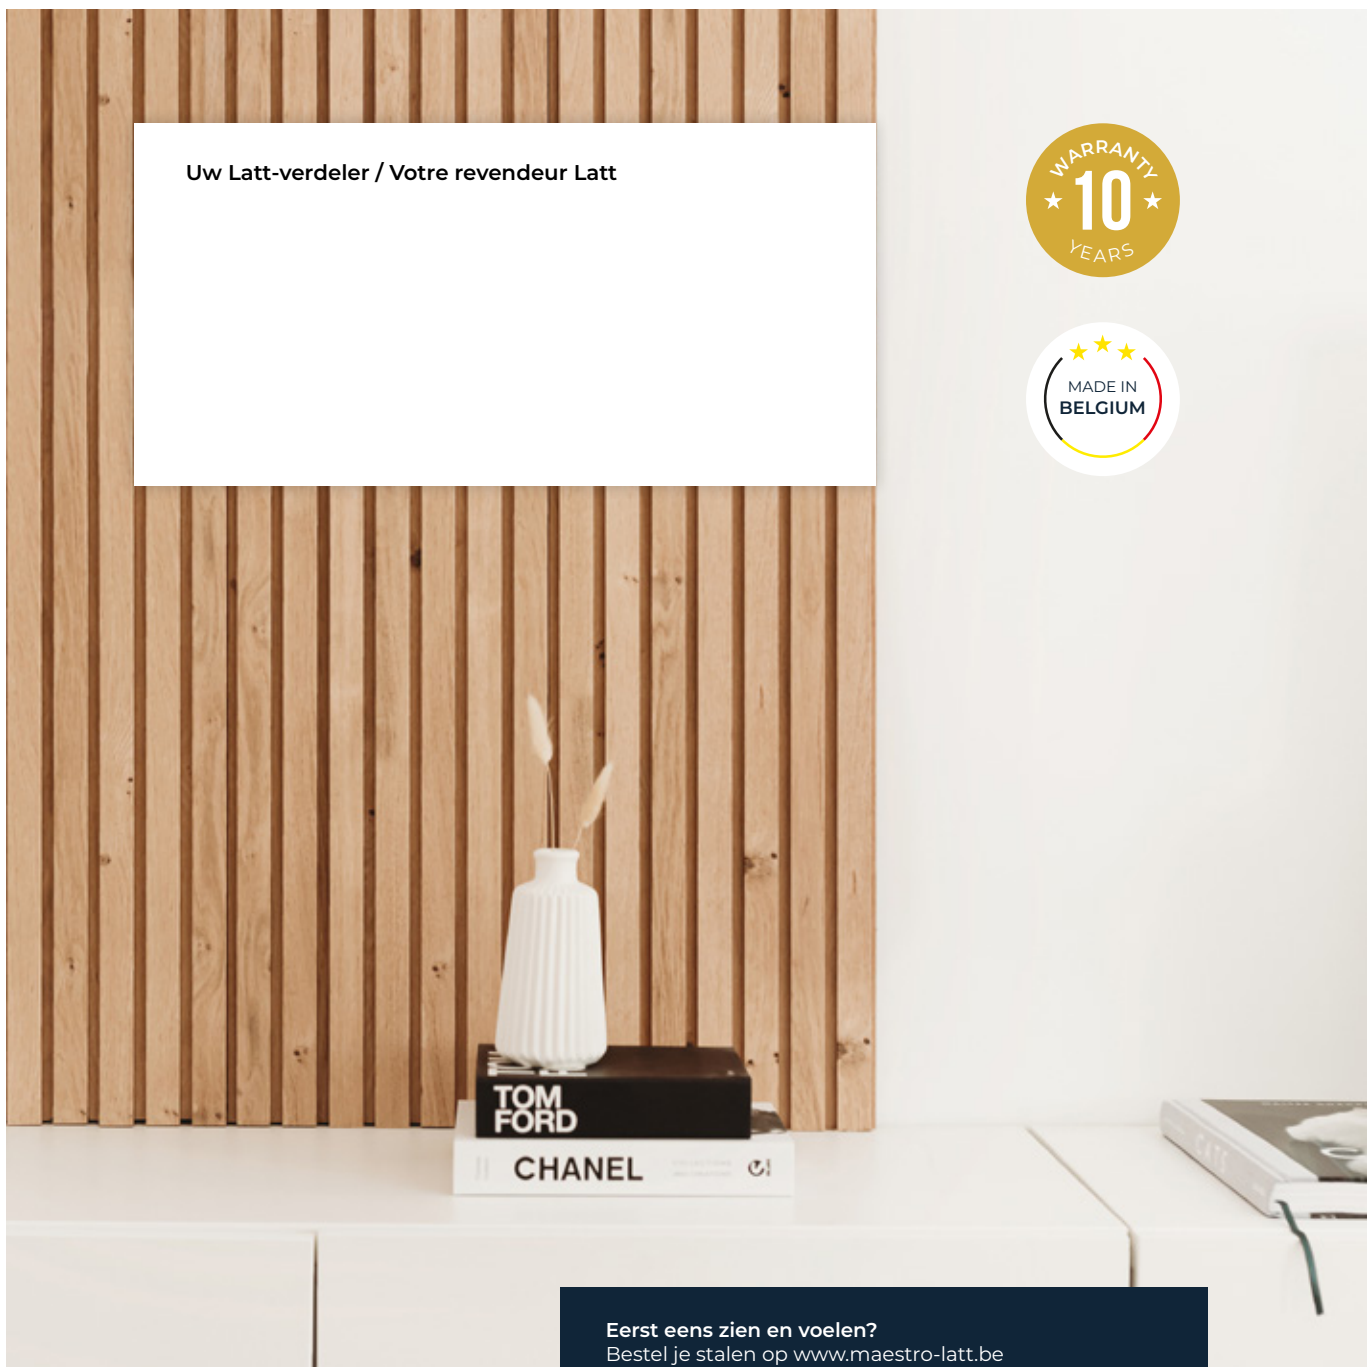 Uw Latt-verdeler / Votre revendeur Latt
WARRANTY
10
YEARS
MADE IN
BELGIUM
TOM
FORD
CHANEL
CATS
Eerst eens zien en voelen?
Bestel je stalen op www.maestro-latt.be